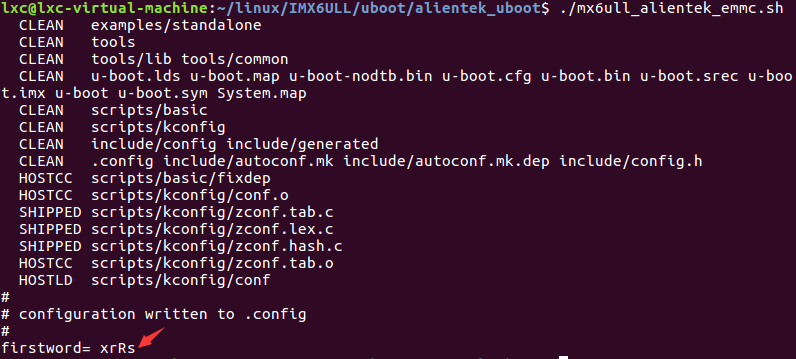 lxc@lxc-virtual-machine:~/linux/IMX6ULL/uboot/alientek_uboot$ ./mx6ull_alientek_emmc.sh
CLEAN examples/standalone
CLEAN tools
CLEAN tools/lib tools/common
CLEAN u-boot.lds u-boot.map u-boot-nodtb.bin u-boot.cfg u-boot.bin u-boot.srec u-boo
t.imx u-boot u-boot.sym System.map
CLEAN scripts/basic
CLEAN scripts/kconfig
CLEAN include/config include/generated
CLEAN .config include/autoconf.mk include/autoconf.mk.dep include/config.h
HOSTCC scripts/basic/fixdep
HOSTCC scripts/kconfig/conf.o
SHIPPED scripts/kconfig/zconf.tab.c
SHIPPED scripts/kconfig/zconf.lex.c
SHIPPED scripts/kconfig/zconf.hash.c
HOSTCC scripts/kconfig/zconf.tab.o
HOSTLD scripts/kconfig/conf
#
# configuration written to .config
#
firstword= xrRs